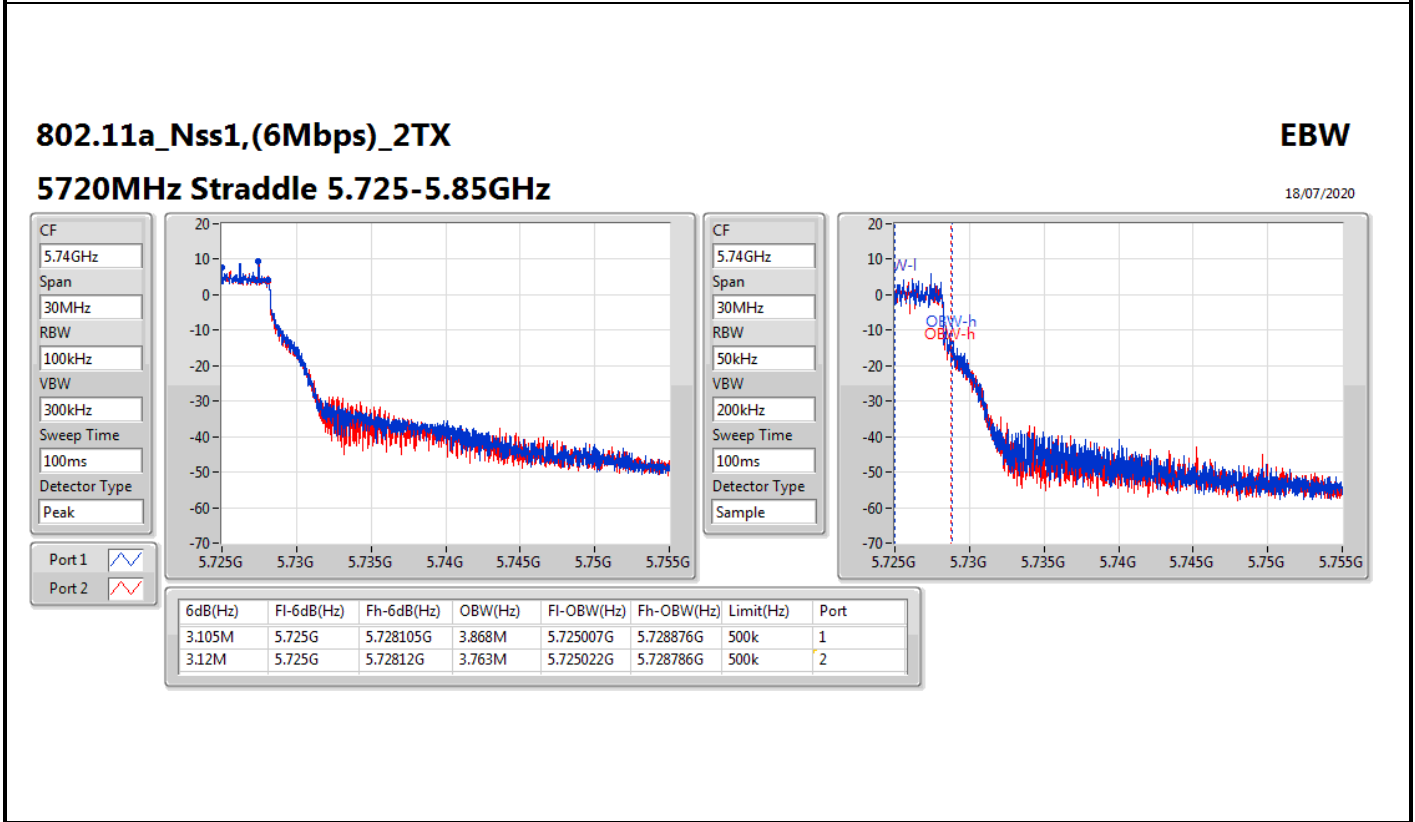 802.11a_Nss1,(6Mbps)_2TX
EBW
5720MHz Straddle 5.725-5.85GHz
18/07/2020
CF
5.74GHz
Span
30MHz
RBW
100kHz
VBW
300kHz
Sweep Time
100ms
Detector Type
Peak
Port 1
Port 2
20
10
0
-10
-20
-30
-40
-50
-60
-70
5.725G 5.73G 5.735G 5.74G 5.745G 5.75G 5.755G
CF
5.74GHz
Span
30MHz
RBW
50kHz
VBW
200kHz
Sweep Time
100ms
Detector Type
Sample
20
10
0
-10
-20
-30
-40
-50
-60
-70
W-l
OBW-h
OBW-h
5.725G 5.73G 5.735G 5.74G 5.745G 5.75G 5.755G
6dB(Hz) Fl-6dB(Hz) Fh-6dB(Hz) OBW(Hz) Fl-OBW(Hz) Fh-OBW(Hz) Limit(Hz) Port
3.105M 5.725G 5.728105G 3.868M 5.725007G 5.728876G 500k 1
3.12M 5.725G 5.72812G 3.763M 5.725022G 5.728786G 500k 2